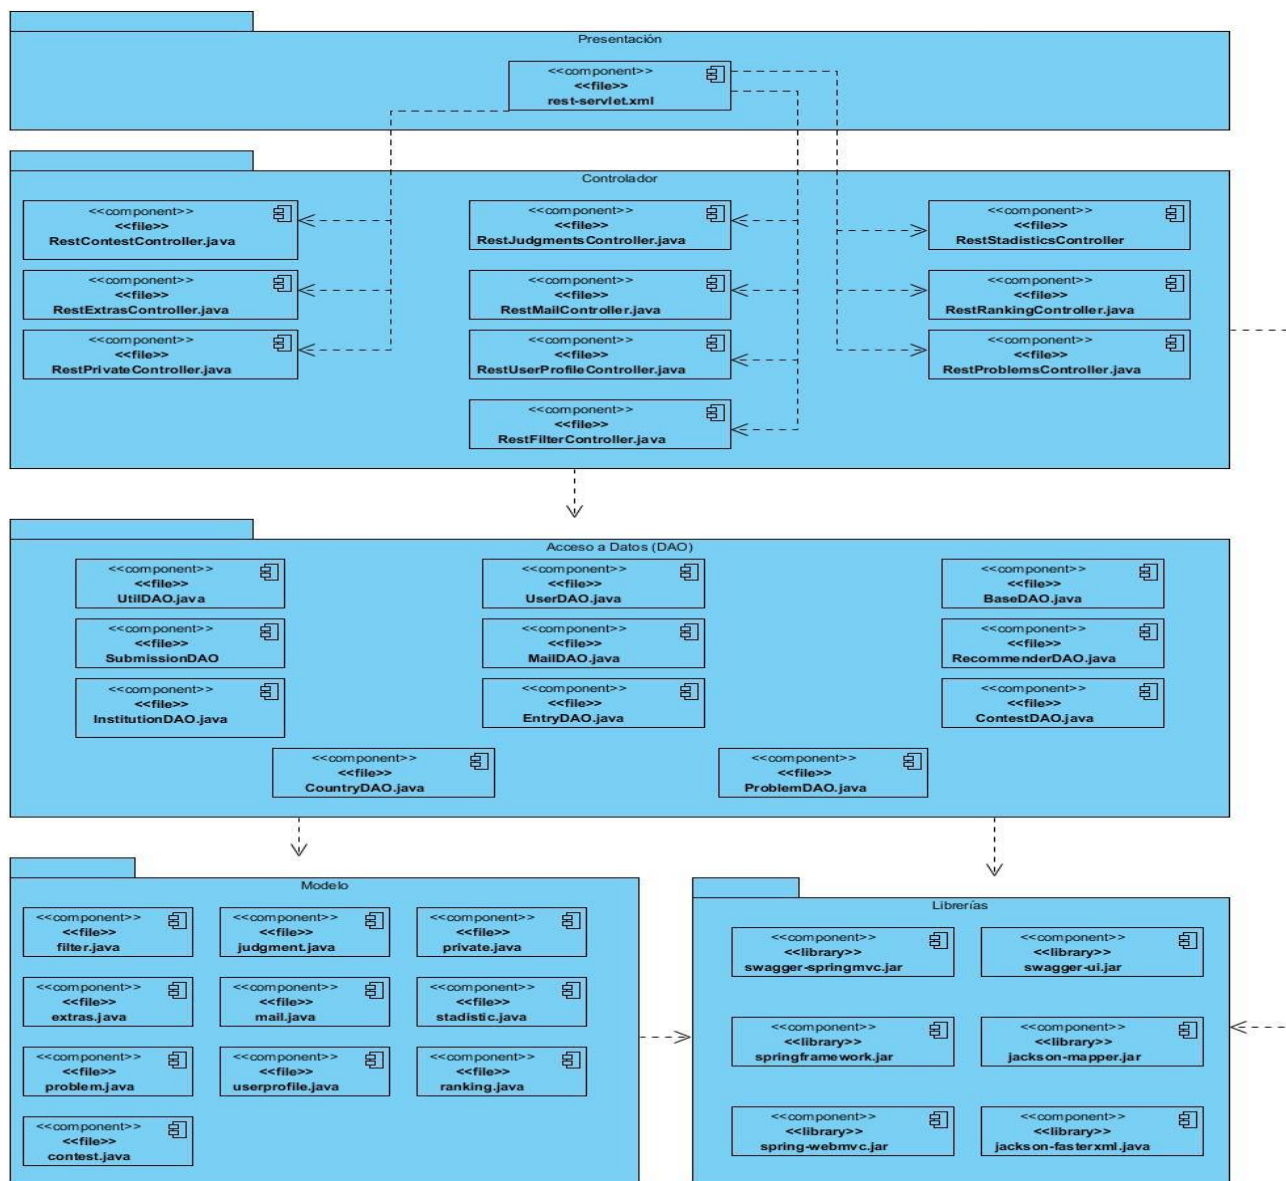 Presentación
<<component>>
<<file>>
rest-servlet.xml
Controlador
<<component>>
<<file>>
RestContestController.java
<<component>>
<<file>>
RestJudgmentsController.java
<<component>>
<<file>>
RestStadisticsController
<<component>>
<<file>>
RestExtrasController.java
<<component>>
<<file>>
RestMailController.java
<<component>>
<<file>>
RestRankingController.java
<<component>>
<<file>>
RestPrivateController.java
<<component>>
<<file>>
RestUserProfileController.java
<<component>>
<<file>>
RestProblemsController.java
<<component>>
<<file>>
RestFilterController.java
Acceso a Datos (DAO)
<<component>>
<<file>>
UtilDAO.java
<<component>>
<<file>>
UserDAO.java
<<component>>
<<file>>
BaseDAO.java
<<component>>
<<file>>
SubmissionDAO
<<component>>
<<file>>
MailDAO.java
<<component>>
<<file>>
RecommenderDAO.java
<<component>>
<<file>>
InstitutionDAO.java
<<component>>
<<file>>
EntryDAO.java
<<component>>
<<file>>
ContestDAO.java
<<component>>
<<file>>
CountryDAO.java
<<component>>
<<file>>
ProblemDAO.java
Modelo
<<component>>
<<file>>
filter.java
<<component>>
<<file>>
judgment.java
<<component>>
<<file>>
private.java
<<component>>
<<file>>
extras.java
<<component>>
<<file>>
mail.java
<<component>>
<<file>>
stadistic.java
<<component>>
<<file>>
problem.java
<<component>>
<<file>>
userprofile.java
<<component>>
<<file>>
ranking.java
<<component>>
<<file>>
contest.java
Librerías
<<component>>
<<library>>
swagger-springmvc.jar
<<component>>
<<library>>
swagger-ui.jar
<<component>>
<<library>>
springframework.jar
<<component>>
<<library>>
jackson-mapper.jar
<<component>>
<<library>>
spring-webmvc.jar
<<component>>
<<library>>
jackson-fasterxml.java